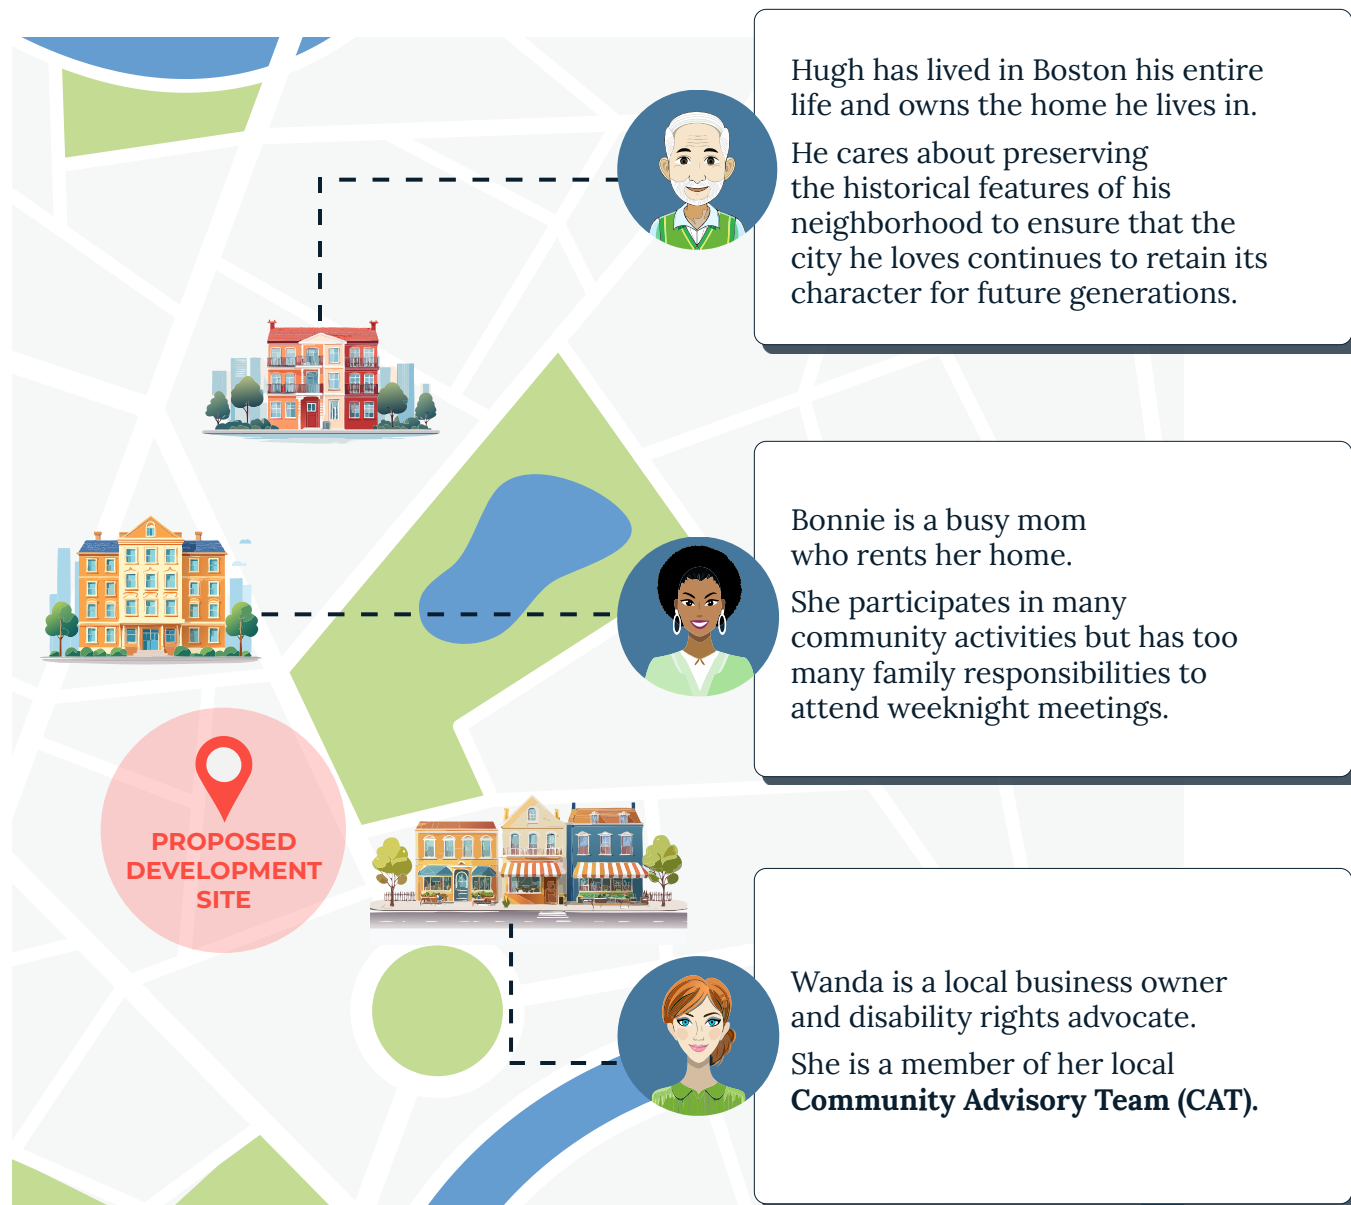 Hugh has lived in Boston his entire
life and owns the home he lives in.
He cares about preserving
the historical features of his
neighborhood to ensure that the
city he loves continues to retain its
character for future generations.
Bonnie is a busy mom
who rents her home.
She participates in many
community activities but has too
many family responsibilities to
attend weeknight meetings.
PROPOSED
DEVELOPMENT
SITE
Wanda is a local business owner
and disability rights advocate.
She is a member of her local
Community Advisory Team (CAT).